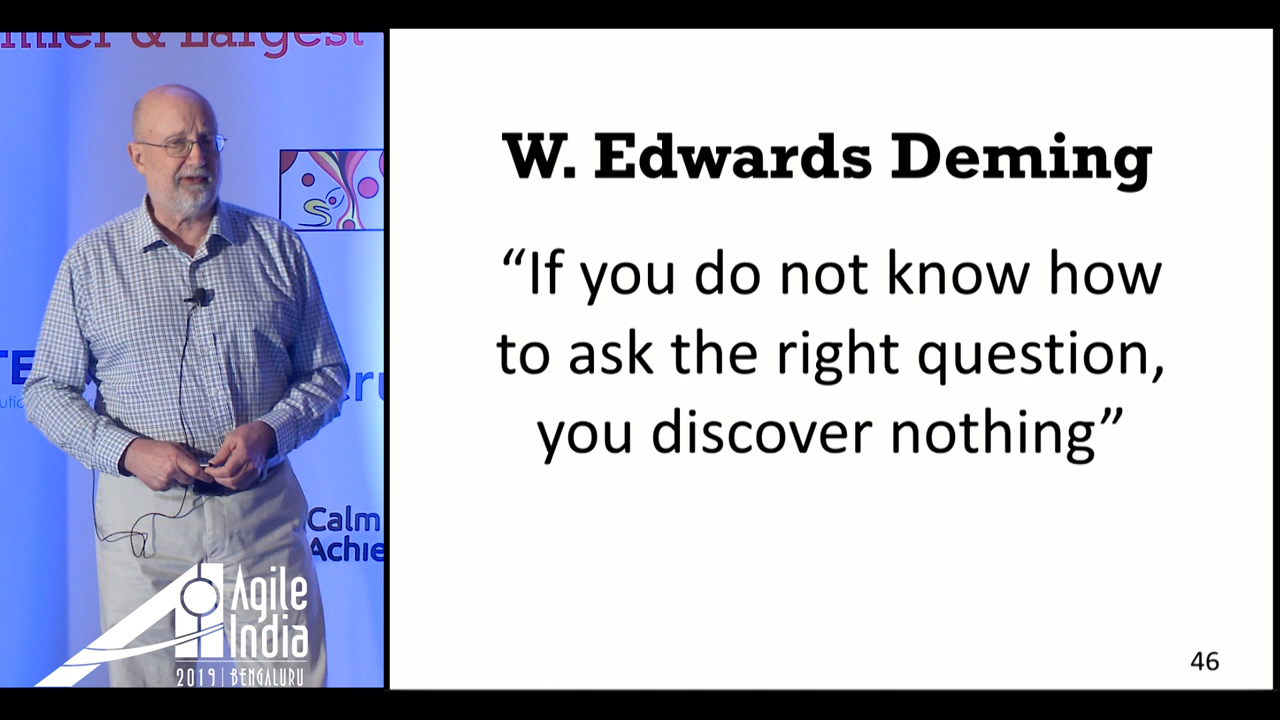 & Largest
W. Edwards Deming
“If you do not know how
to ask the right question,
you discover nothing”
46
Calm
Agile
India
2019 | BENGALURU